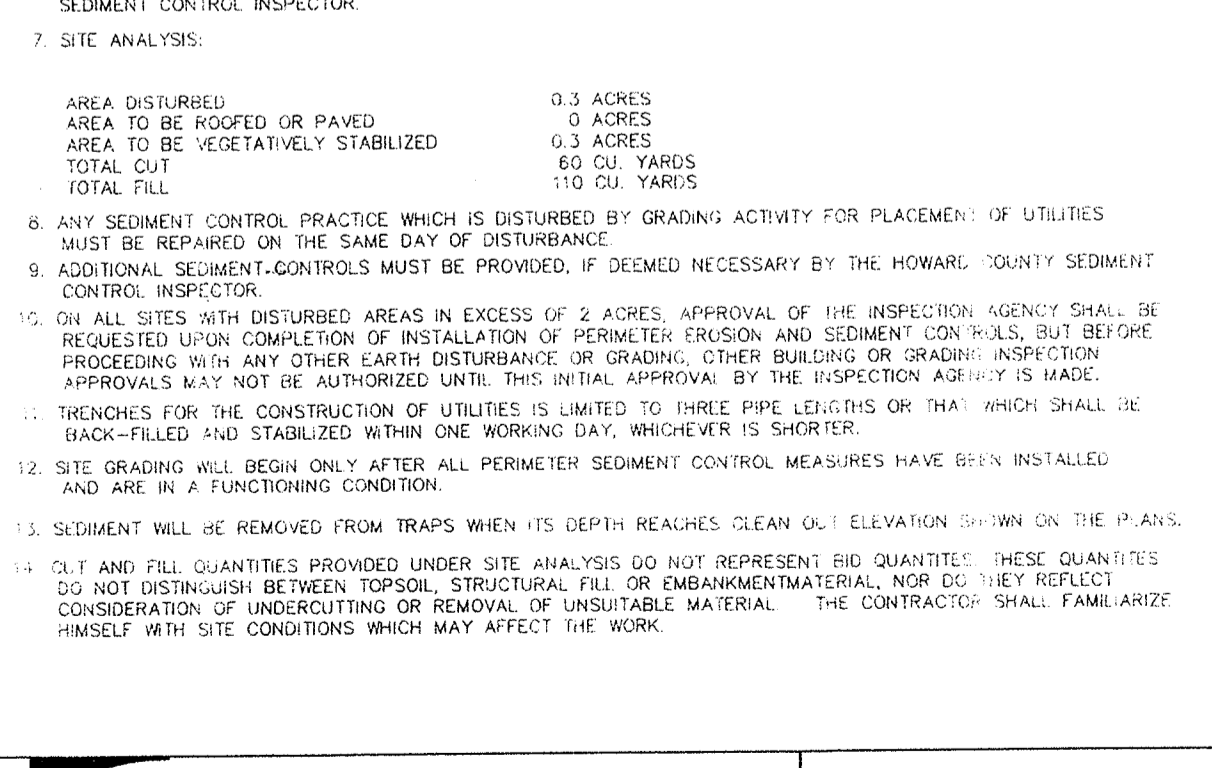 SEDIMENT CONTROL INSPECTOR.
7. SITE ANALYSIS:
AREA DISTURBED 0.3 ACRES
AREA TO BE ROOFED OR PAVED 0 ACRES
AREA TO BE VEGETATIVELY STABILIZED 0.3 ACRES
TOTAL CUT 60 CU. YARDS
TOTAL FILL 110 CU. YARDS
8. ANY SEDIMENT CONTROL PRACTICE WHICH IS DISTURBED BY GRADING ACTIVITY FOR PLACEMENT OF UTILITIES
MUST BE REPAIRED ON THE SAME DAY OF DISTURBANCE.
9. ADDITIONAL SEDIMENT CONTROLS MUST BE PROVIDED, IF DEEMED NECESSARY BY THE HOWARD COUNTY SEDIMENT
CONTROL INSPECTOR.
10. ON ALL SITES WITH DISTURBED AREAS IN EXCESS OF 2 ACRES, APPROVAL OF THE INSPECTION AGENCY SHALL BE
REQUESTED UPON COMPLETION OF INSTALLATION OF PERIMETER EROSION AND SEDIMENT CONTROLS, BUT BEFORE
PROCEEDING WITH ANY OTHER EARTH DISTURBANCE OR GRADING, OTHER BUILDING OR GRADING INSPECTION
APPROVALS MAY NOT BE AUTHORIZED UNTIL THIS INITIAL APPROVAL BY THE INSPECTION AGENCY IS MADE.
11. TRENCHES FOR THE CONSTRUCTION OF UTILITIES IS LIMITED TO THREE PIPE LENGTHS OR THAT WHICH SHALL BE
BACK-FILLED AND STABILIZED WITHIN ONE WORKING DAY, WHICHEVER IS SHORTER.
12. SITE GRADING WILL BEGIN ONLY AFTER ALL PERIMETER SEDIMENT CONTROL MEASURES HAVE BEEN INSTALLED
AND ARE IN A FUNCTIONING CONDITION.
13. SEDIMENT WILL BE REMOVED FROM TRAPS WHEN ITS DEPTH REACHES CLEAN OUT ELEVATION SHOWN ON THE PLANS.
14. CUT AND FILL QUANTITIES PROVIDED UNDER SITE ANALYSIS DO NOT REPRESENT BID QUANTITES. THESE QUANTITES
DO NOT DISTINGUISH BETWEEN TOPSOIL, STRUCTURAL FILL OR EMBANKMENTMATERIAL, NOR DO THEY REFLECT
CONSIDERATION OF UNDERCUTTING OR REMOVAL OF UNSUITABLE MATERIAL. THE CONTRACTOR SHALL FAMILIARIZE
HIMSELF WITH SITE CONDITIONS WHICH MAY AFFECT THE WORK.